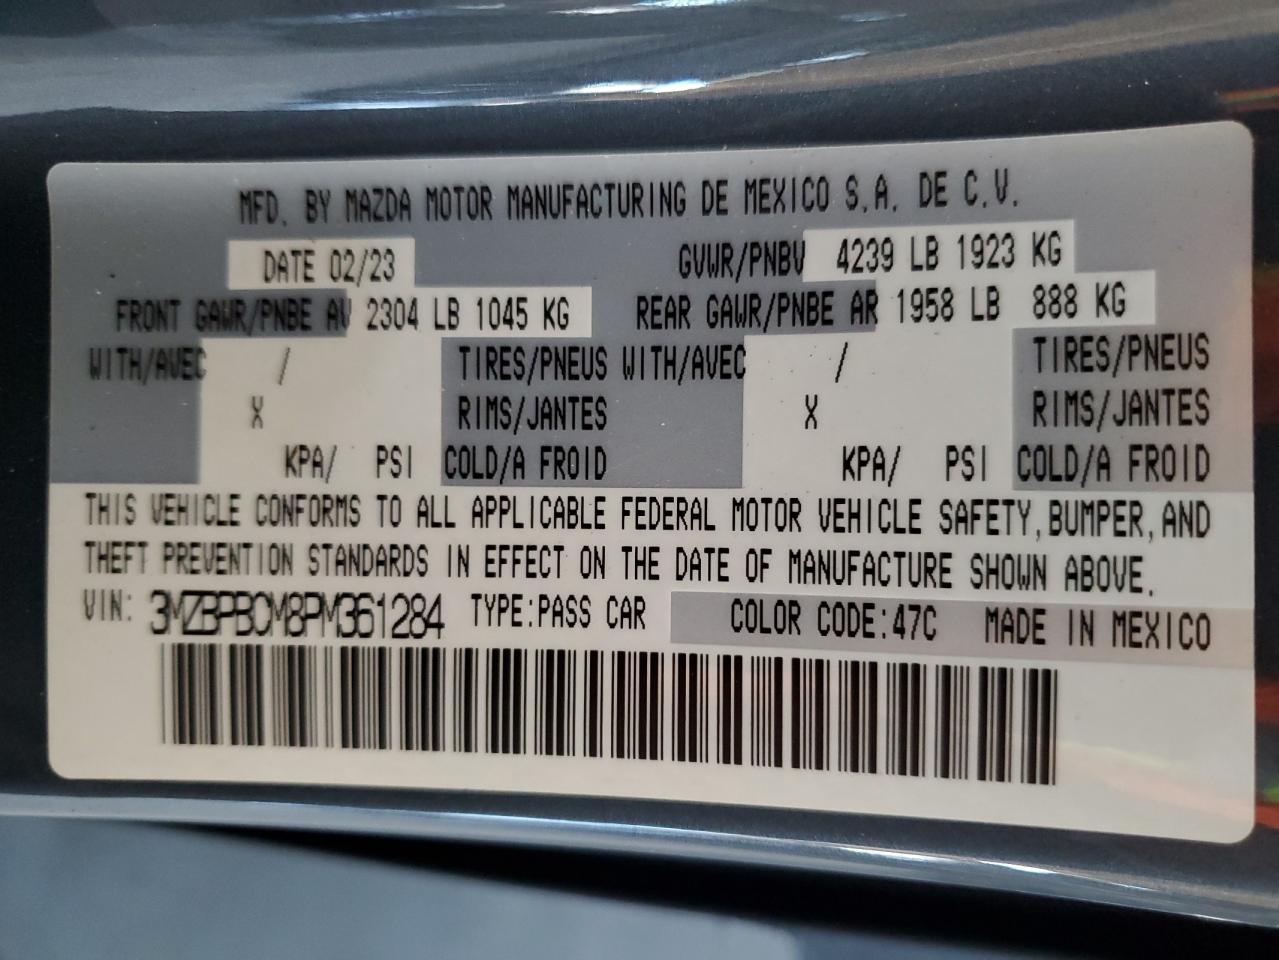 MFD. BY MAZDA MOTOR MANUFACTURING DE MEXICO S.A. DE C.V.
DATE 02/23 GVWR/PNBV 4239 LB 1923 KG
FRONT GAWR/PNBE AV 2304 LB 1045 KG REAR GAWR/PNBE AR 1958 LB 888 KG
WITH/AVEC / TIRES/PNEUS WITH/AVEC / TIRES/PNEUS
X RIMS/JANTES X RIMS/JANTES
KPA/ PSI COLD/A FROID KPA/ PSI COLD/A FROID
THIS VEHICLE CONFORMS TO ALL APPLICABLE FEDERAL MOTOR VEHICLE SAFETY,BUMPER,AND
THEFT PREVENTION STANDARDS IN EFFECT ON THE DATE OF MANUFACTURE SHOWN ABOVE.
VIN: 3MZBPBCM8PM361284 TYPE:PASS CAR COLOR CODE:47C MADE IN MEXICO